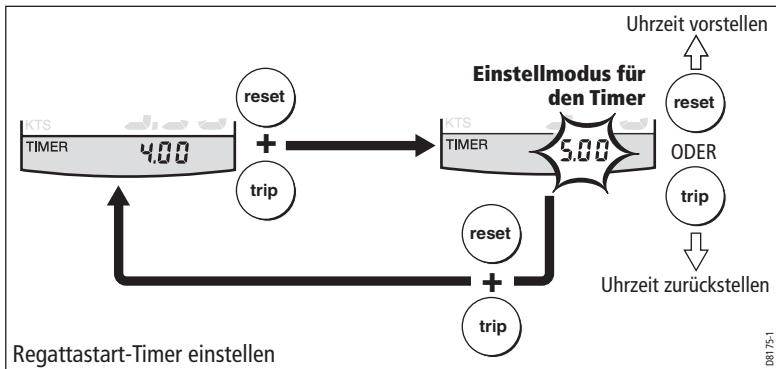 Uhrzeit vorstellen
Einstellmodus für
den Timer
reset
reset
KTS
KTS
TIMER 4.00
+
TIMER 5.00
ODER
trip
trip
reset
+
trip
Uhrzeit zurückstellen
Regattastart-Timer einstellen
D8175-1